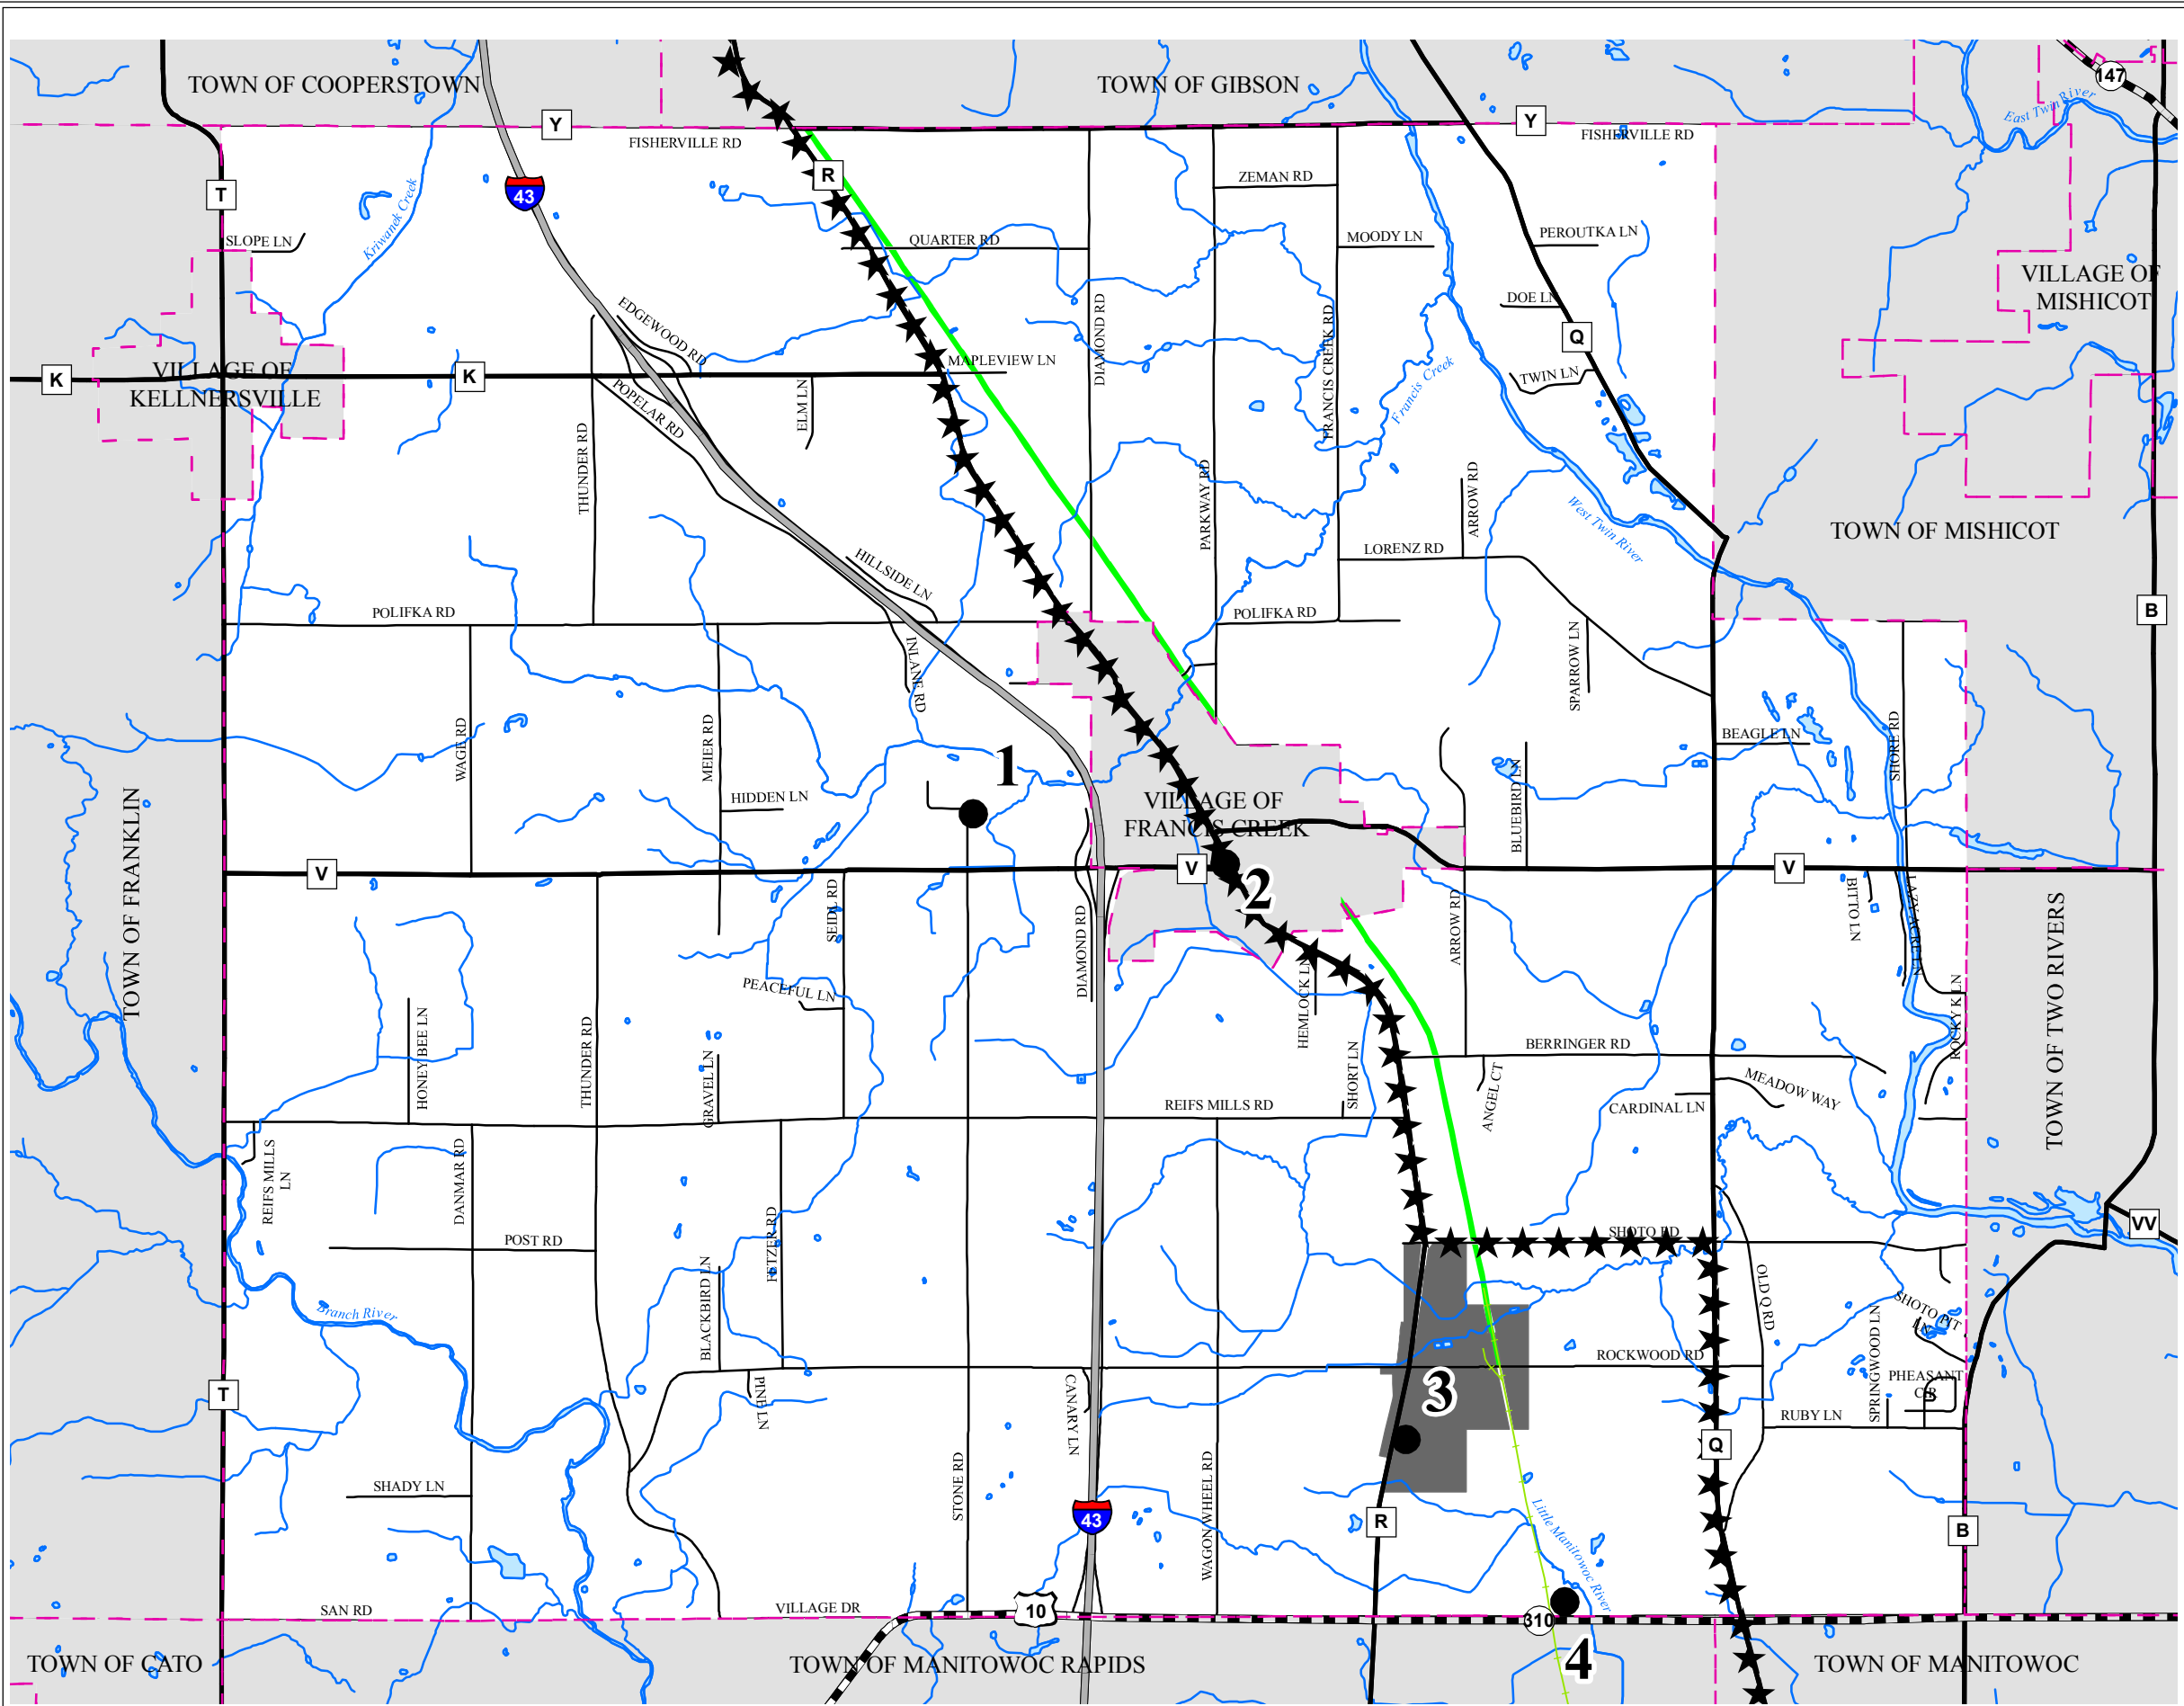 TOWN OF COOPERSTOWN
TOWN OF GIBSON
147
East Twin River
Y
Y
FISHERVILLE RD
FISHERVILLE RD
R
ZEMAN RD
T
43
Kriwanek Creek
SLOPE LN
QUARTER RD
MOODY LN
PEROUTKA LN
VILLAGE OF
MISHICOT
DOE LN
EDGEWOOD RD
DIAMOND RD
FRANCIS CREEK RD
Q
MAPLEVIEW LN
K
VILLAGE OF
KELLNERSVILLE
K
POPELAR RD
ELM LN
Francis Creek
TWIN LN
THUNDER RD
PARKWAY RD
ARROW RD
West Twin River
TOWN OF MISHICOT
LORENZ RD
HILLSIDE LN
POLIFKA RD
POLIFKA RD
B
INLANE RD
SPARROW LN
WAGE RD
MEIER RD
BEAGLE LN
SHORE RD
1
BLUEBIRD LN
HIDDEN LN
VILLAGE OF
FRANCIS CREEK
TOWN OF FRANKLIN
V
V
V
2
SEIDL RD
DIAMOND RD
ARROW RD
BITTO LN
LAZY ACRE LN
TOWN OF TWO RIVERS
PEACEFUL LN
HEMLOCK LN
ROCKY K LN
HONEYBEE LN
THUNDER RD
GRAVEL LN
SHORT LN
BERRINGER RD
ANGEL CT
MEADOW WAY
REIFS MILLS RD
CARDINAL LN
REIFS MILLS
LN
DANMAR RD
FETZER RD
POST RD
SHOTO RD
VV
BLACKBIRD LN
OLD Q RD
Branch River
SHOTO PIT
LN
SPRINGWOOD LN
ROCKWOOD RD
T
PINE LN
CANARY LN
3
PHEASANT
CIR
RUBY LN
Q
STONE RD
WAGON WHEEL RD
SHADY LN
43
R
Little Manitowoc River
B
SAN RD
VILLAGE DR
10
310
TOWN OF CATO
TOWN OF MANITOWOC RAPIDS
4
TOWN OF MANITOWOC